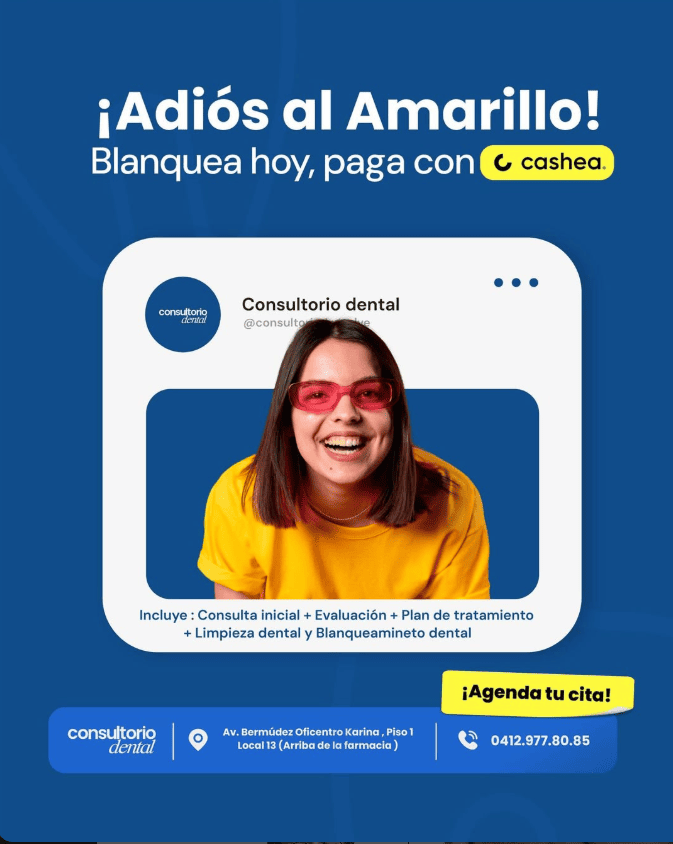 ¡Adiós al Amarillo!
Blanquea hoy, paga con cashea.
consultorio
dental
Consultorio dental
Incluye : Consulta inicial + Evaluación + Plan de tratamiento
+ Limpieza dental y Blanqueamineto dental
¡Agenda tu cita!
consultorio
dental
Av. Bermúdez Oficentro Karina , Piso 1
Local 13 (Arriba de la farmacia )
0412.977.80.85